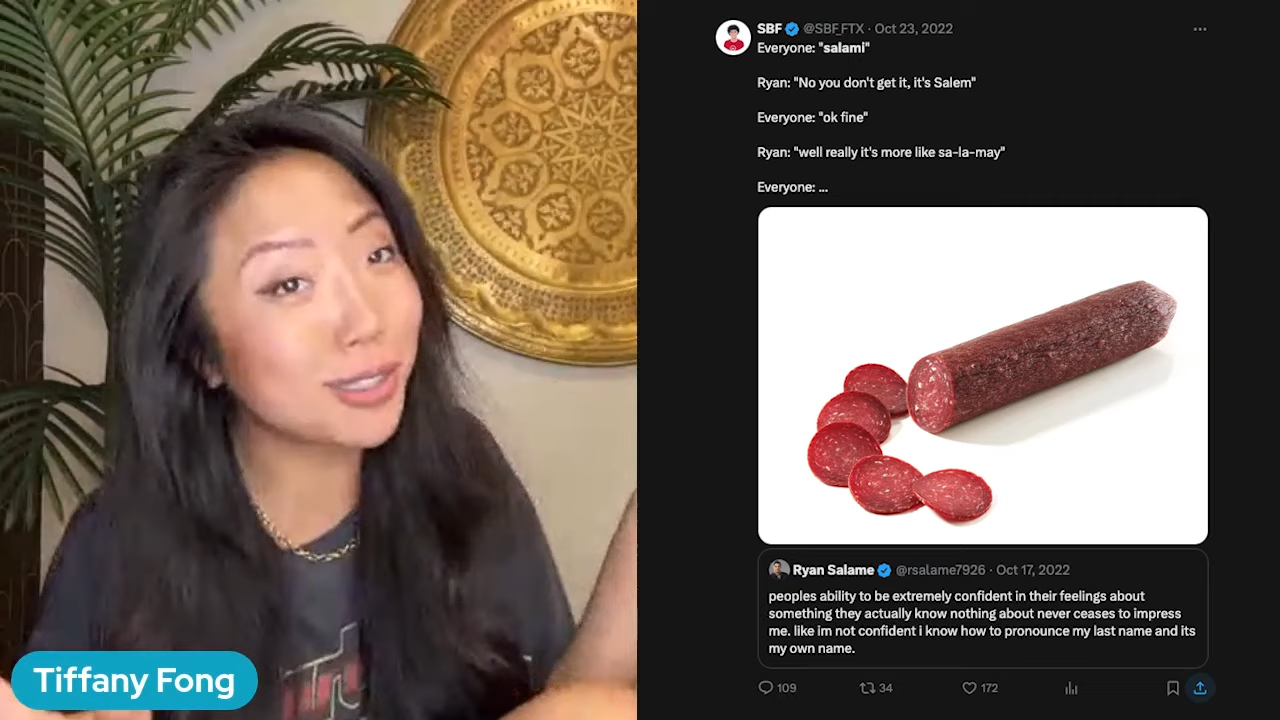 SBF @SBF_FTX · Oct 23, 2022
Everyone: "salami"
Ryan: "No you don't get it, it's Salem"
Everyone: "ok fine"
Ryan: "well really it's more like sa-la-may"
Everyone: ...
Ryan Salame @rsalame7926 · Oct 17, 2022
peoples ability to be extremely confident in their feelings about
something they actually know nothing about never ceases to impress
me. like im not confident i know how to pronounce my last name and its
my own name.
109 34 172
Tiffany Fong